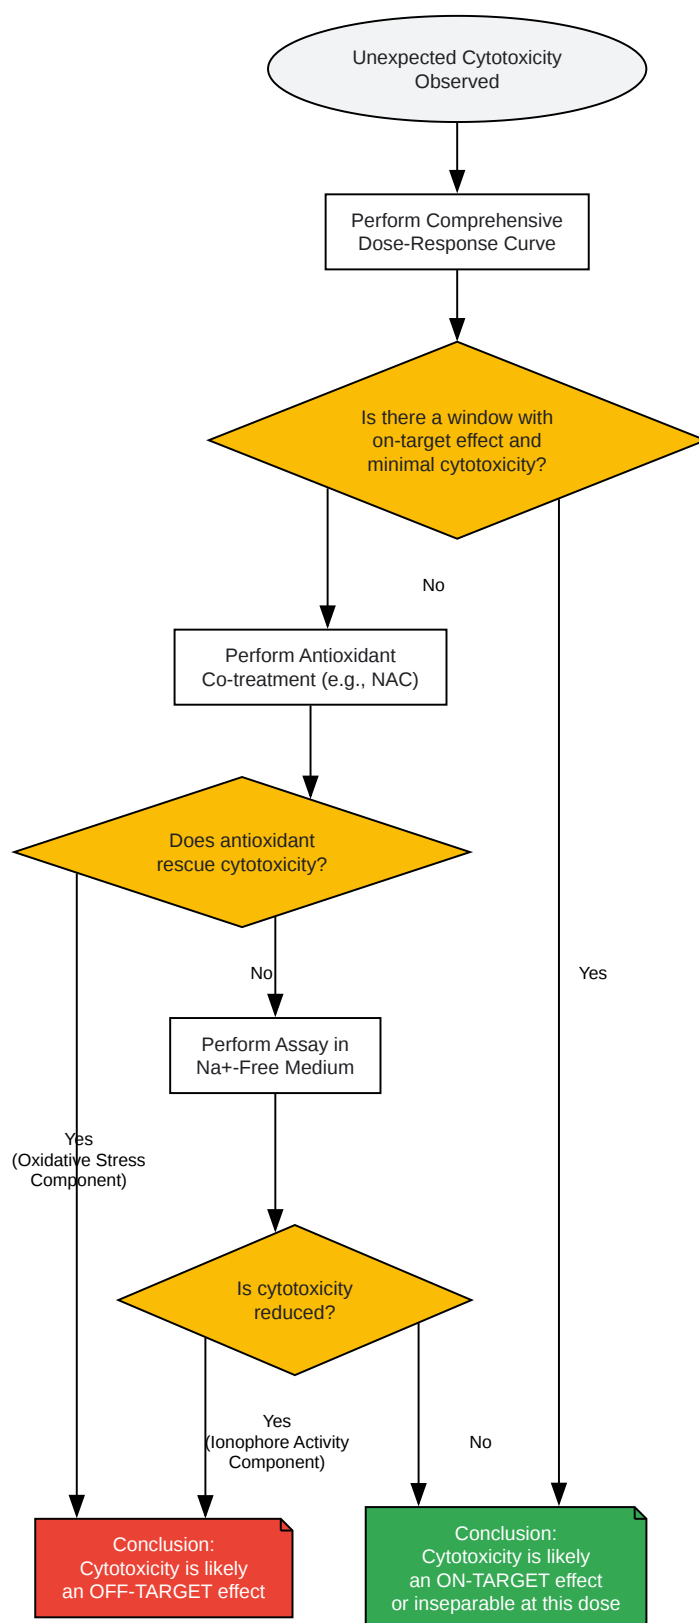 Unexpected Cytotoxicity
Observed
Perform Comprehensive
Dose-Response Curve
Is there a window with
on-target effect and
minimal cytotoxicity?
No
Perform Antioxidant
Co-treatment (e.g., NAC)
Does antioxidant
rescue cytotoxicity?
No
Yes
Perform Assay in
Na+-Free Medium
Yes
(Oxidative Stress
Component)
Is cytotoxicity
reduced?
Yes
(Ionophore Activity
Component)
No
Conclusion:
Cytotoxicity is likely
an OFF-TARGET effect
Conclusion:
Cytotoxicity is likely
an ON-TARGET effect
or inseparable at this dose